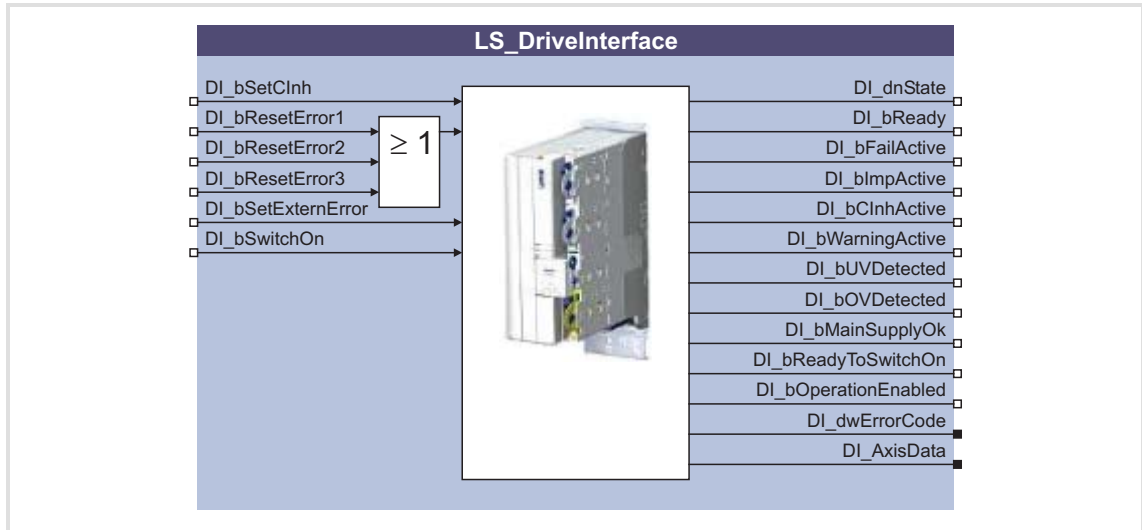 LS_DriveInterface
DI_bSetCInh
DI_bResetError1
DI_bResetError2
DI_bResetError3
DI_bSetExternError
DI_bSwitchOn
≥ 1
DI_dnState
DI_bReady
DI_bFailActive
DI_bImpActive
DI_bCInhActive
DI_bWarningActive
DI_bUVDetected
DI_bOVDetected
DI_bMainSupplyOk
DI_bReadyToSwitchOn
DI_bOperationEnabled
DI_dwErrorCode
DI_AxisData